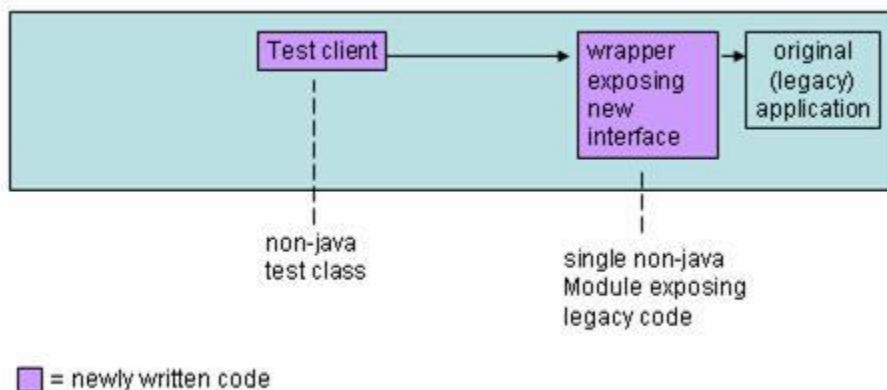 Test client
wrapper
exposing
new
interface
original
(legacy)
application
non-java
test class
single non-java
Module exposing
legacy code
= newly written code